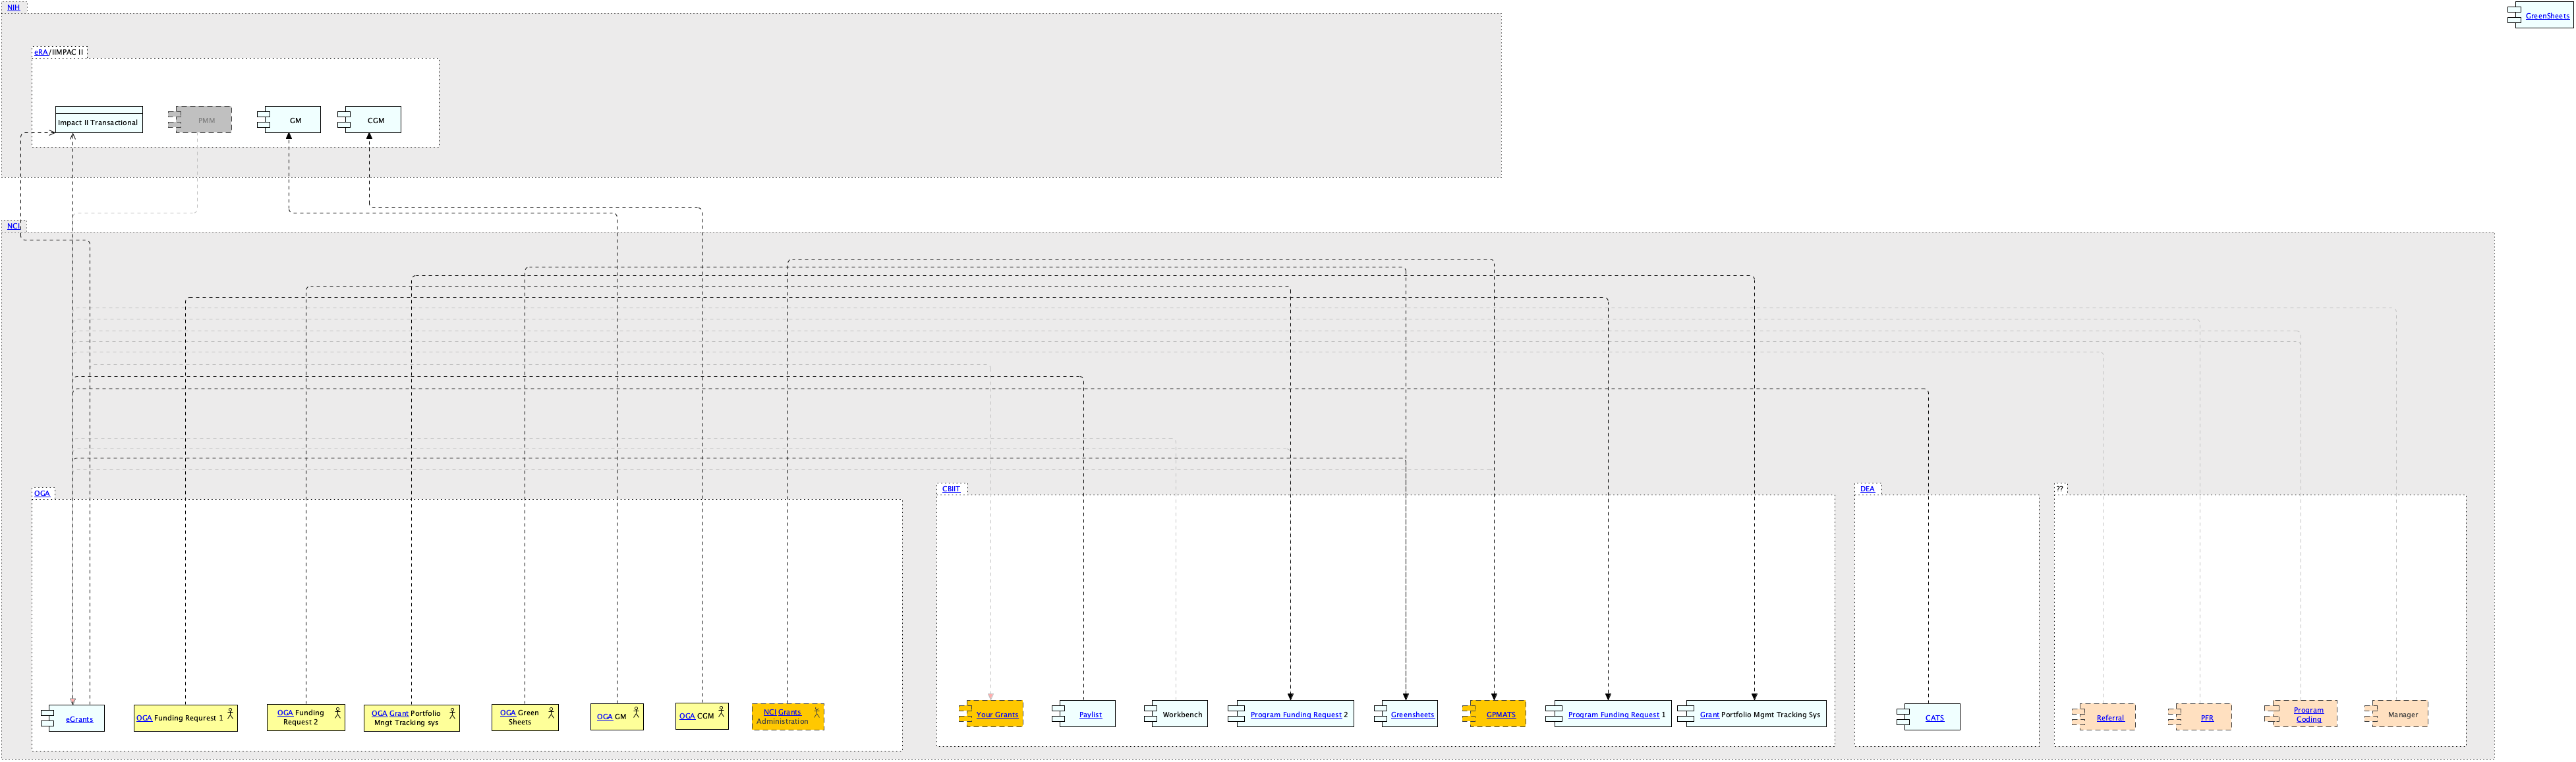 NIH
GreenSheets
eRA/IIMPAC II
Impact II Transactional
PMM
GM
CGM
NCI
OGA
CBIIT
DEA
??
eGrants
OGA Funding Requrest 1
OGA Funding
Request 2
OGA Grant Portfolio
Mngt Tracking sys
OGA Green
Sheets
OGA GM
OGA CGM
NCI Grants
Administration
Your Grants
Paylist
Workbench
Program Funding Request 2
Greensheets
GPMATS
Program Funding Request 1
Grant Portfolio Mgmt Tracking Sys
CATS
Referral
PFR
Program
Coding
Manager